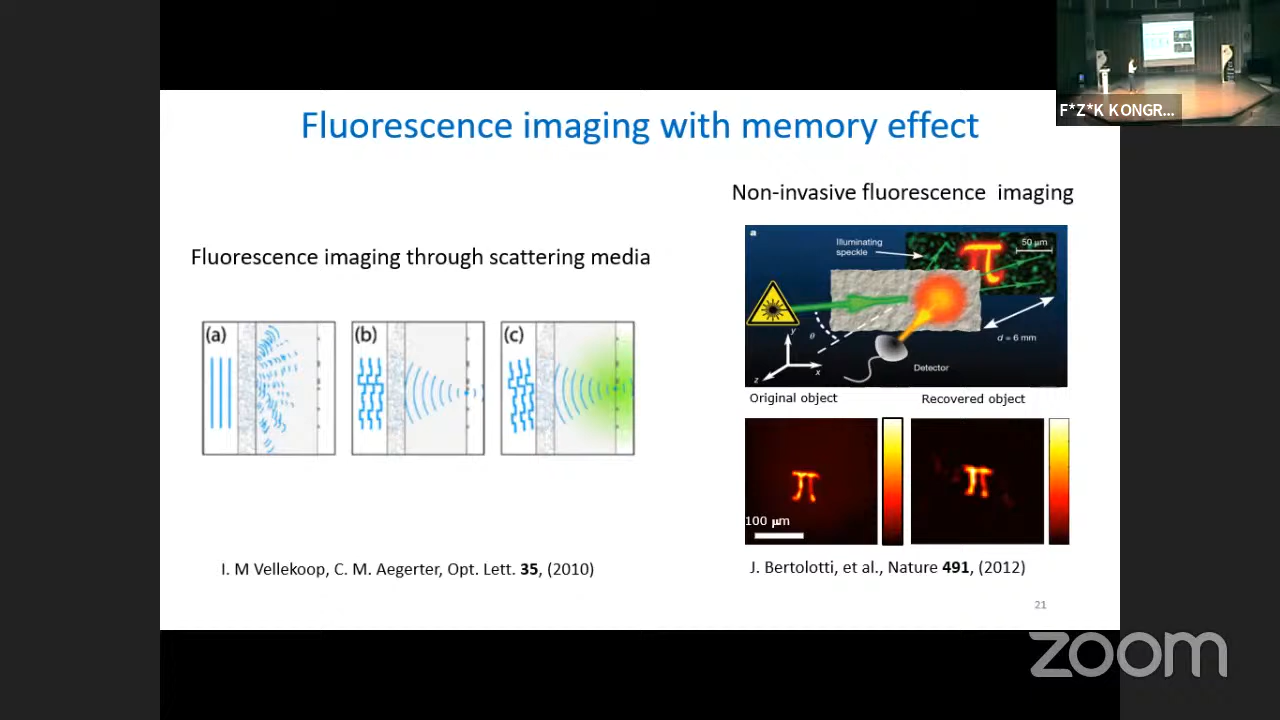 F*Z*K KONGR...
Fluorescence imaging with memory effect
Fluorescence imaging through scattering media
(a)
(b)
(c)
I. M Vellekoop, C. M. Aegerter, Opt. Lett. 35, (2010)
Non-invasive fluorescence imaging
a
Illuminating
speckle
50 μm
π
θ
y
x
z
d = 6 mm
Detector
Original object
Recovered object
π
π
100 μm
J. Bertolotti, et al., Nature 491, (2012)
21
zoom